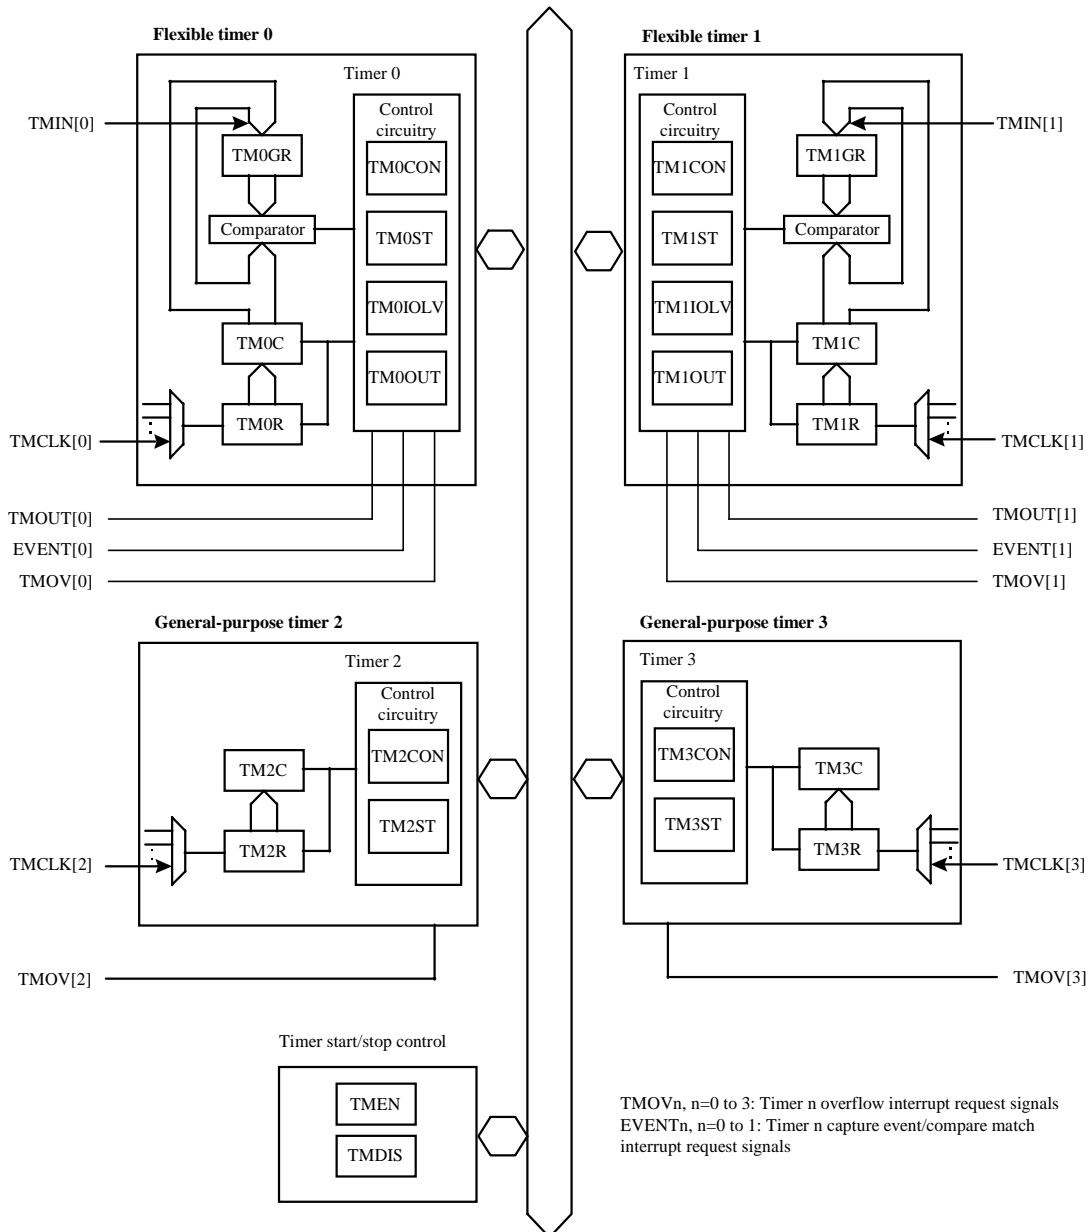 Flexible timer 0
Timer 0
TMIN[0]
Control
circuitry
TM0GR
TM0CON
Comparator
TM0ST
TM0IOLV
TM0C
TM0OUT
TM0R
TMCLK[0]
TMOUT[0]
EVENT[0]
TMOV[0]
Flexible timer 1
Timer 1
Control
circuitry
TMIN[1]
TM1GR
TM1CON
TM1ST
Comparator
TM1IOLV
TM1C
TM1OUT
TM1R
TMCLK[1]
TMOUT[1]
EVENT[1]
TMOV[1]
General-purpose timer 2
Timer 2
Control
circuitry
TM2CON
TM2C
TM2ST
TM2R
TMCLK[2]
TMOV[2]
General-purpose timer 3
Timer 3
Control
circuitry
TM3CON
TM3C
TM3ST
TM3R
TMCLK[3]
TMOV[3]
Timer start/stop control
TMEN
TMDIS
TMOVn, n=0 to 3: Timer n overflow interrupt request signals
EVENTn, n=0 to 1: Timer n capture event/compare match
interrupt request signals